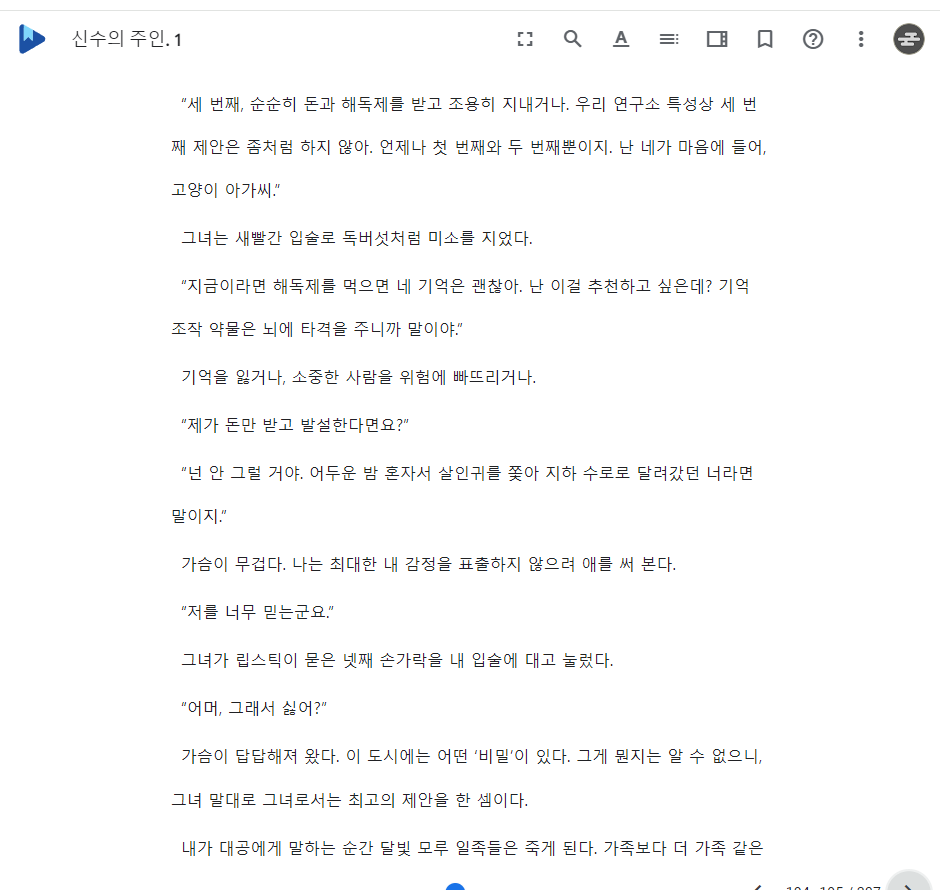 신수의 주인. 1
"세 번째, 순순히 돈과 해독제를 받고 조용히 지내거나. 우리 연구소 특성상 세 번
째 제안은 좀처럼 하지 않아. 언제나 첫 번째와 두 번째뿐이지. 난 네가 마음에 들어,
고양이 아가씨."
그녀는 새빨간 입술로 독버섯처럼 미소를 지었다.
"지금이라면 해독제를 먹으면 네 기억은 괜찮아. 난 이걸 추천하고 싶은데? 기억
조작 약물은 뇌에 타격을 주니까 말이야."
기억을 잃거나, 소중한 사람을 위험에 빠뜨리거나.
"제가 돈만 받고 발설한다면요?"
"넌 안 그럴 거야. 어두운 밤 혼자서 살인귀를 쫓아 지하 수로로 달려갔던 너라면
말이지."
가슴이 무겁다. 나는 최대한 내 감정을 표출하지 않으려 애를 써 본다.
"저를 너무 믿는군요."
그녀가 립스틱이 묻은 넷째 손가락을 내 입술에 대고 눌렀다.
"어머, 그래서 싫어?"
가슴이 답답해져 왔다. 이 도시에는 어떤 '비밀'이 있다. 그게 뭔지는 알 수 없으니,
그녀 말대로 그녀로서는 최고의 제안을 한 셈이다.
내가 대공에게 말하는 순간 달빛 모루 일족들은 죽게 된다. 가족보다 더 가족 같은